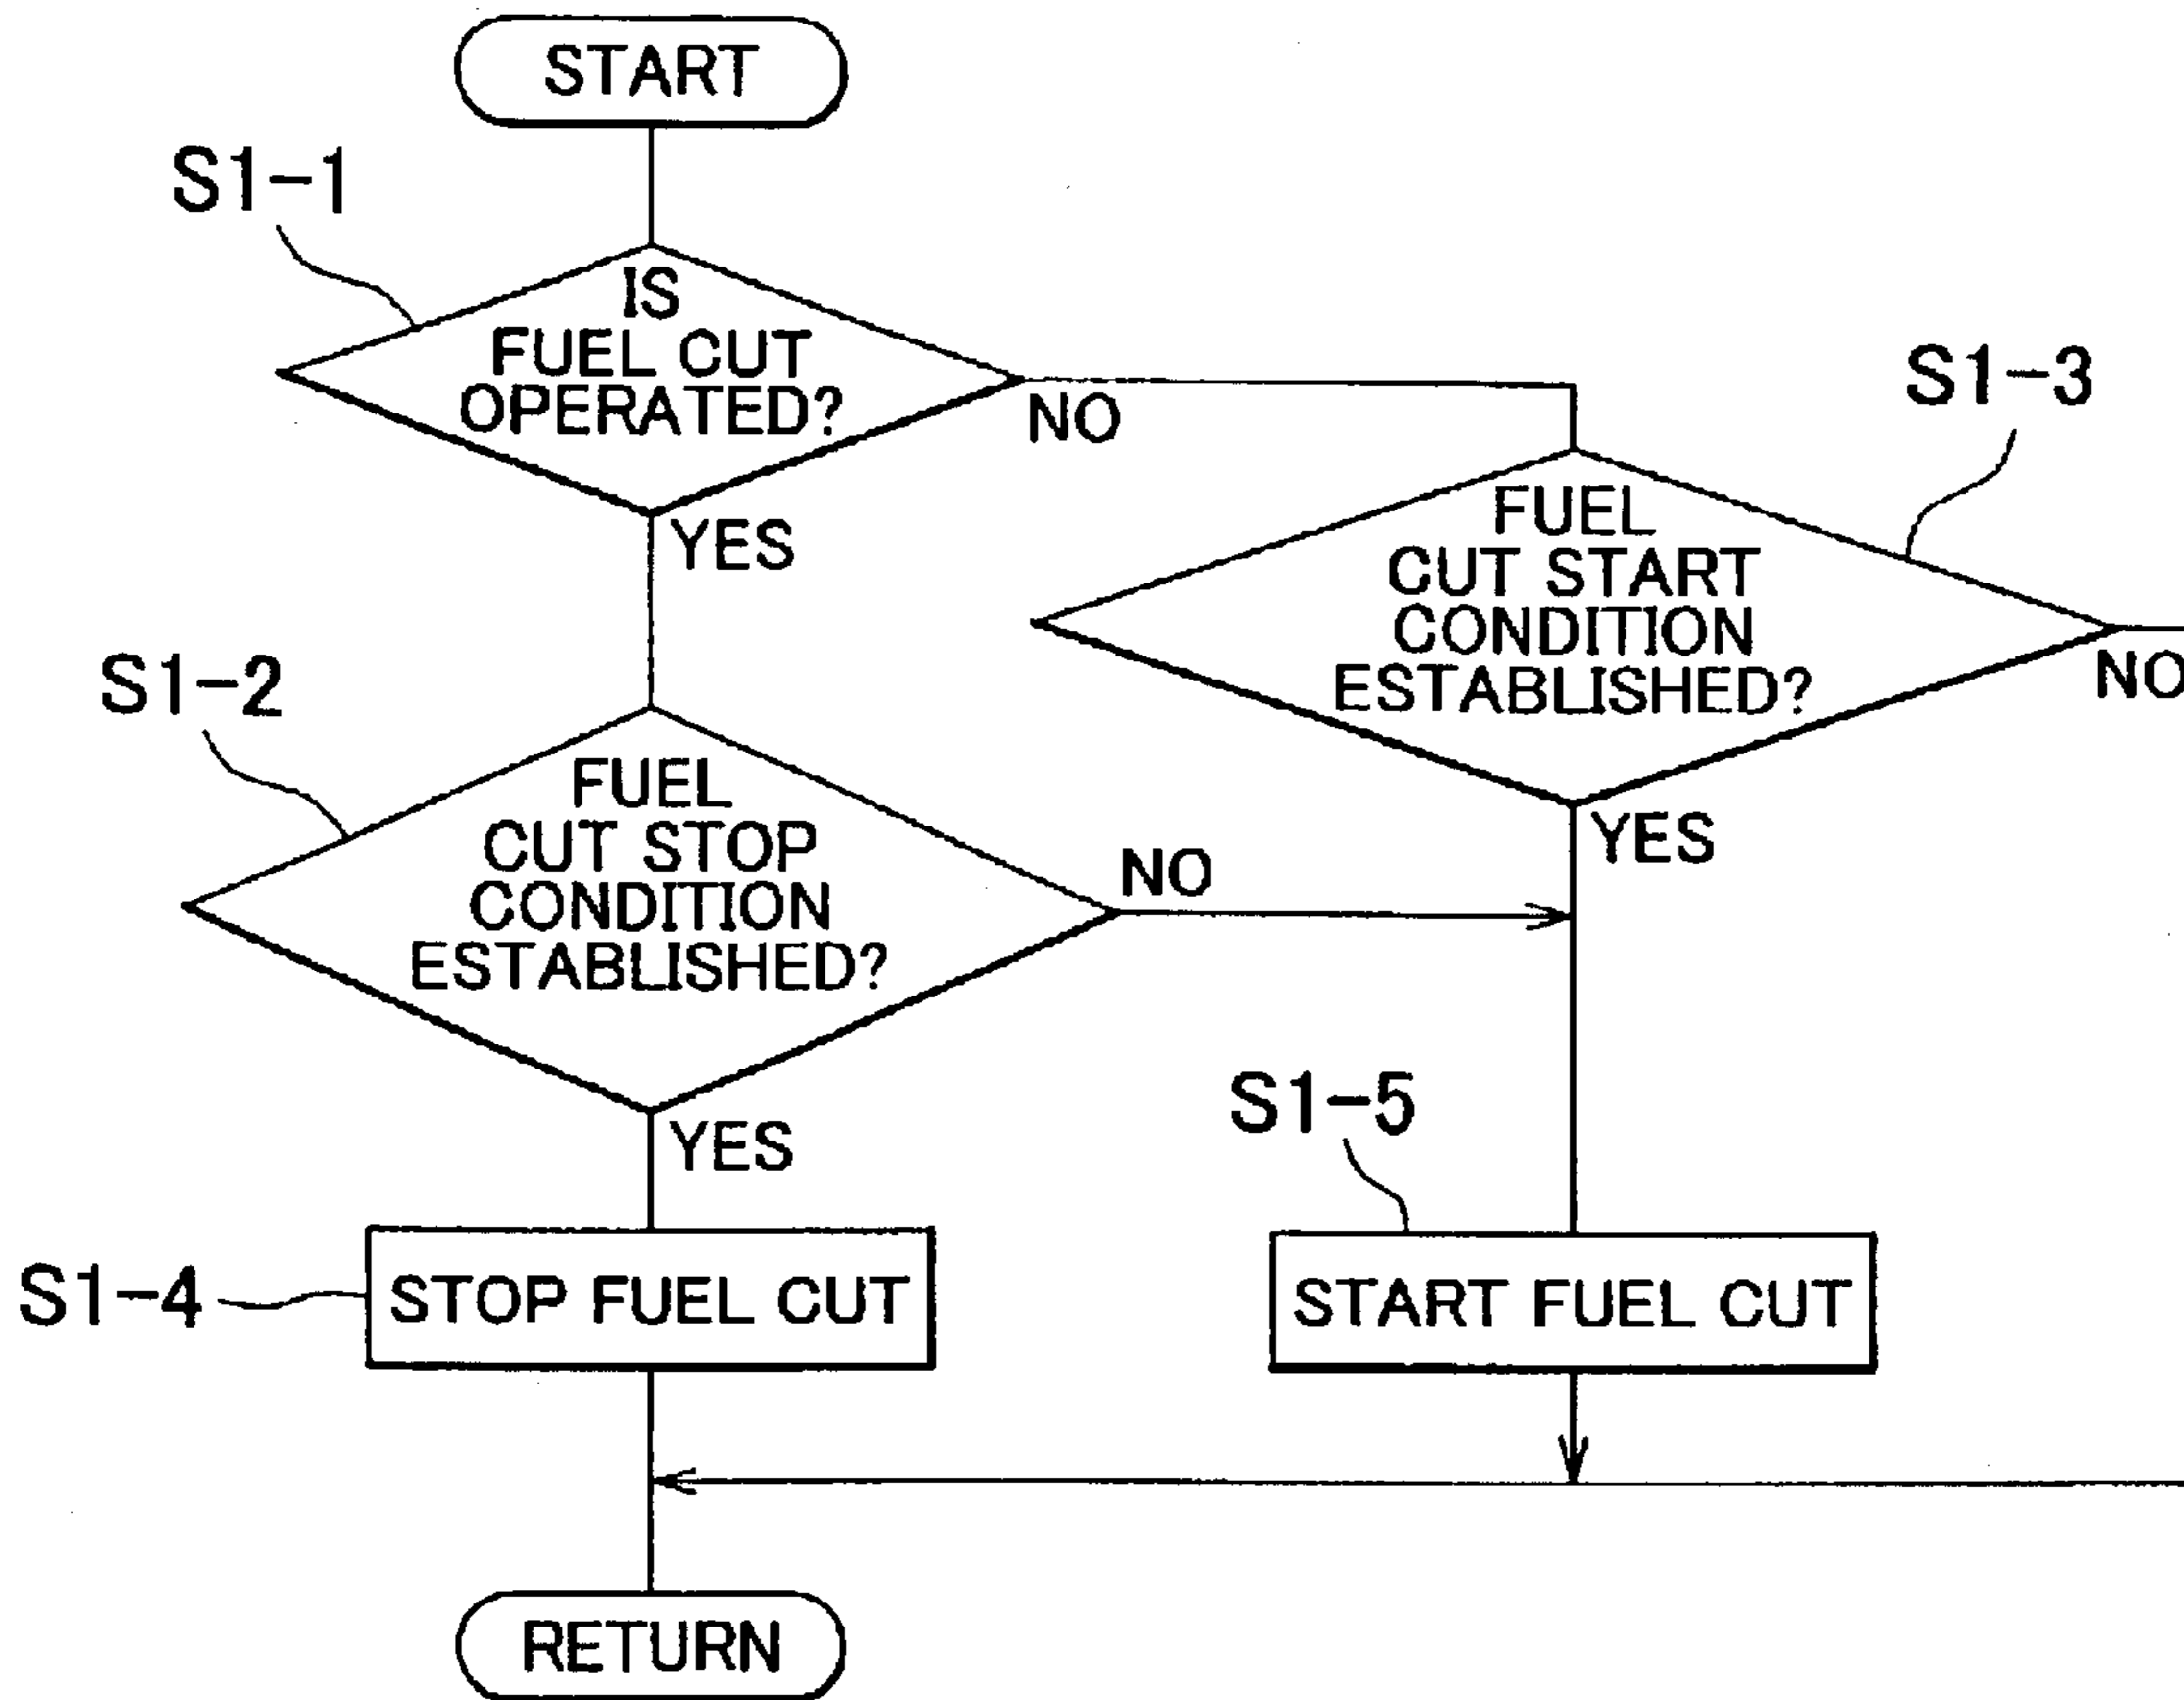 START
S1-1
IS
FUEL CUT
OPERATED?
NO
YES
S1-3
FUEL
CUT START
CONDITION
ESTABLISHED?
NO
YES
S1-2
FUEL
CUT STOP
CONDITION
ESTABLISHED?
NO
YES
S1-5
S1-4
STOP FUEL CUT
START FUEL CUT
RETURN